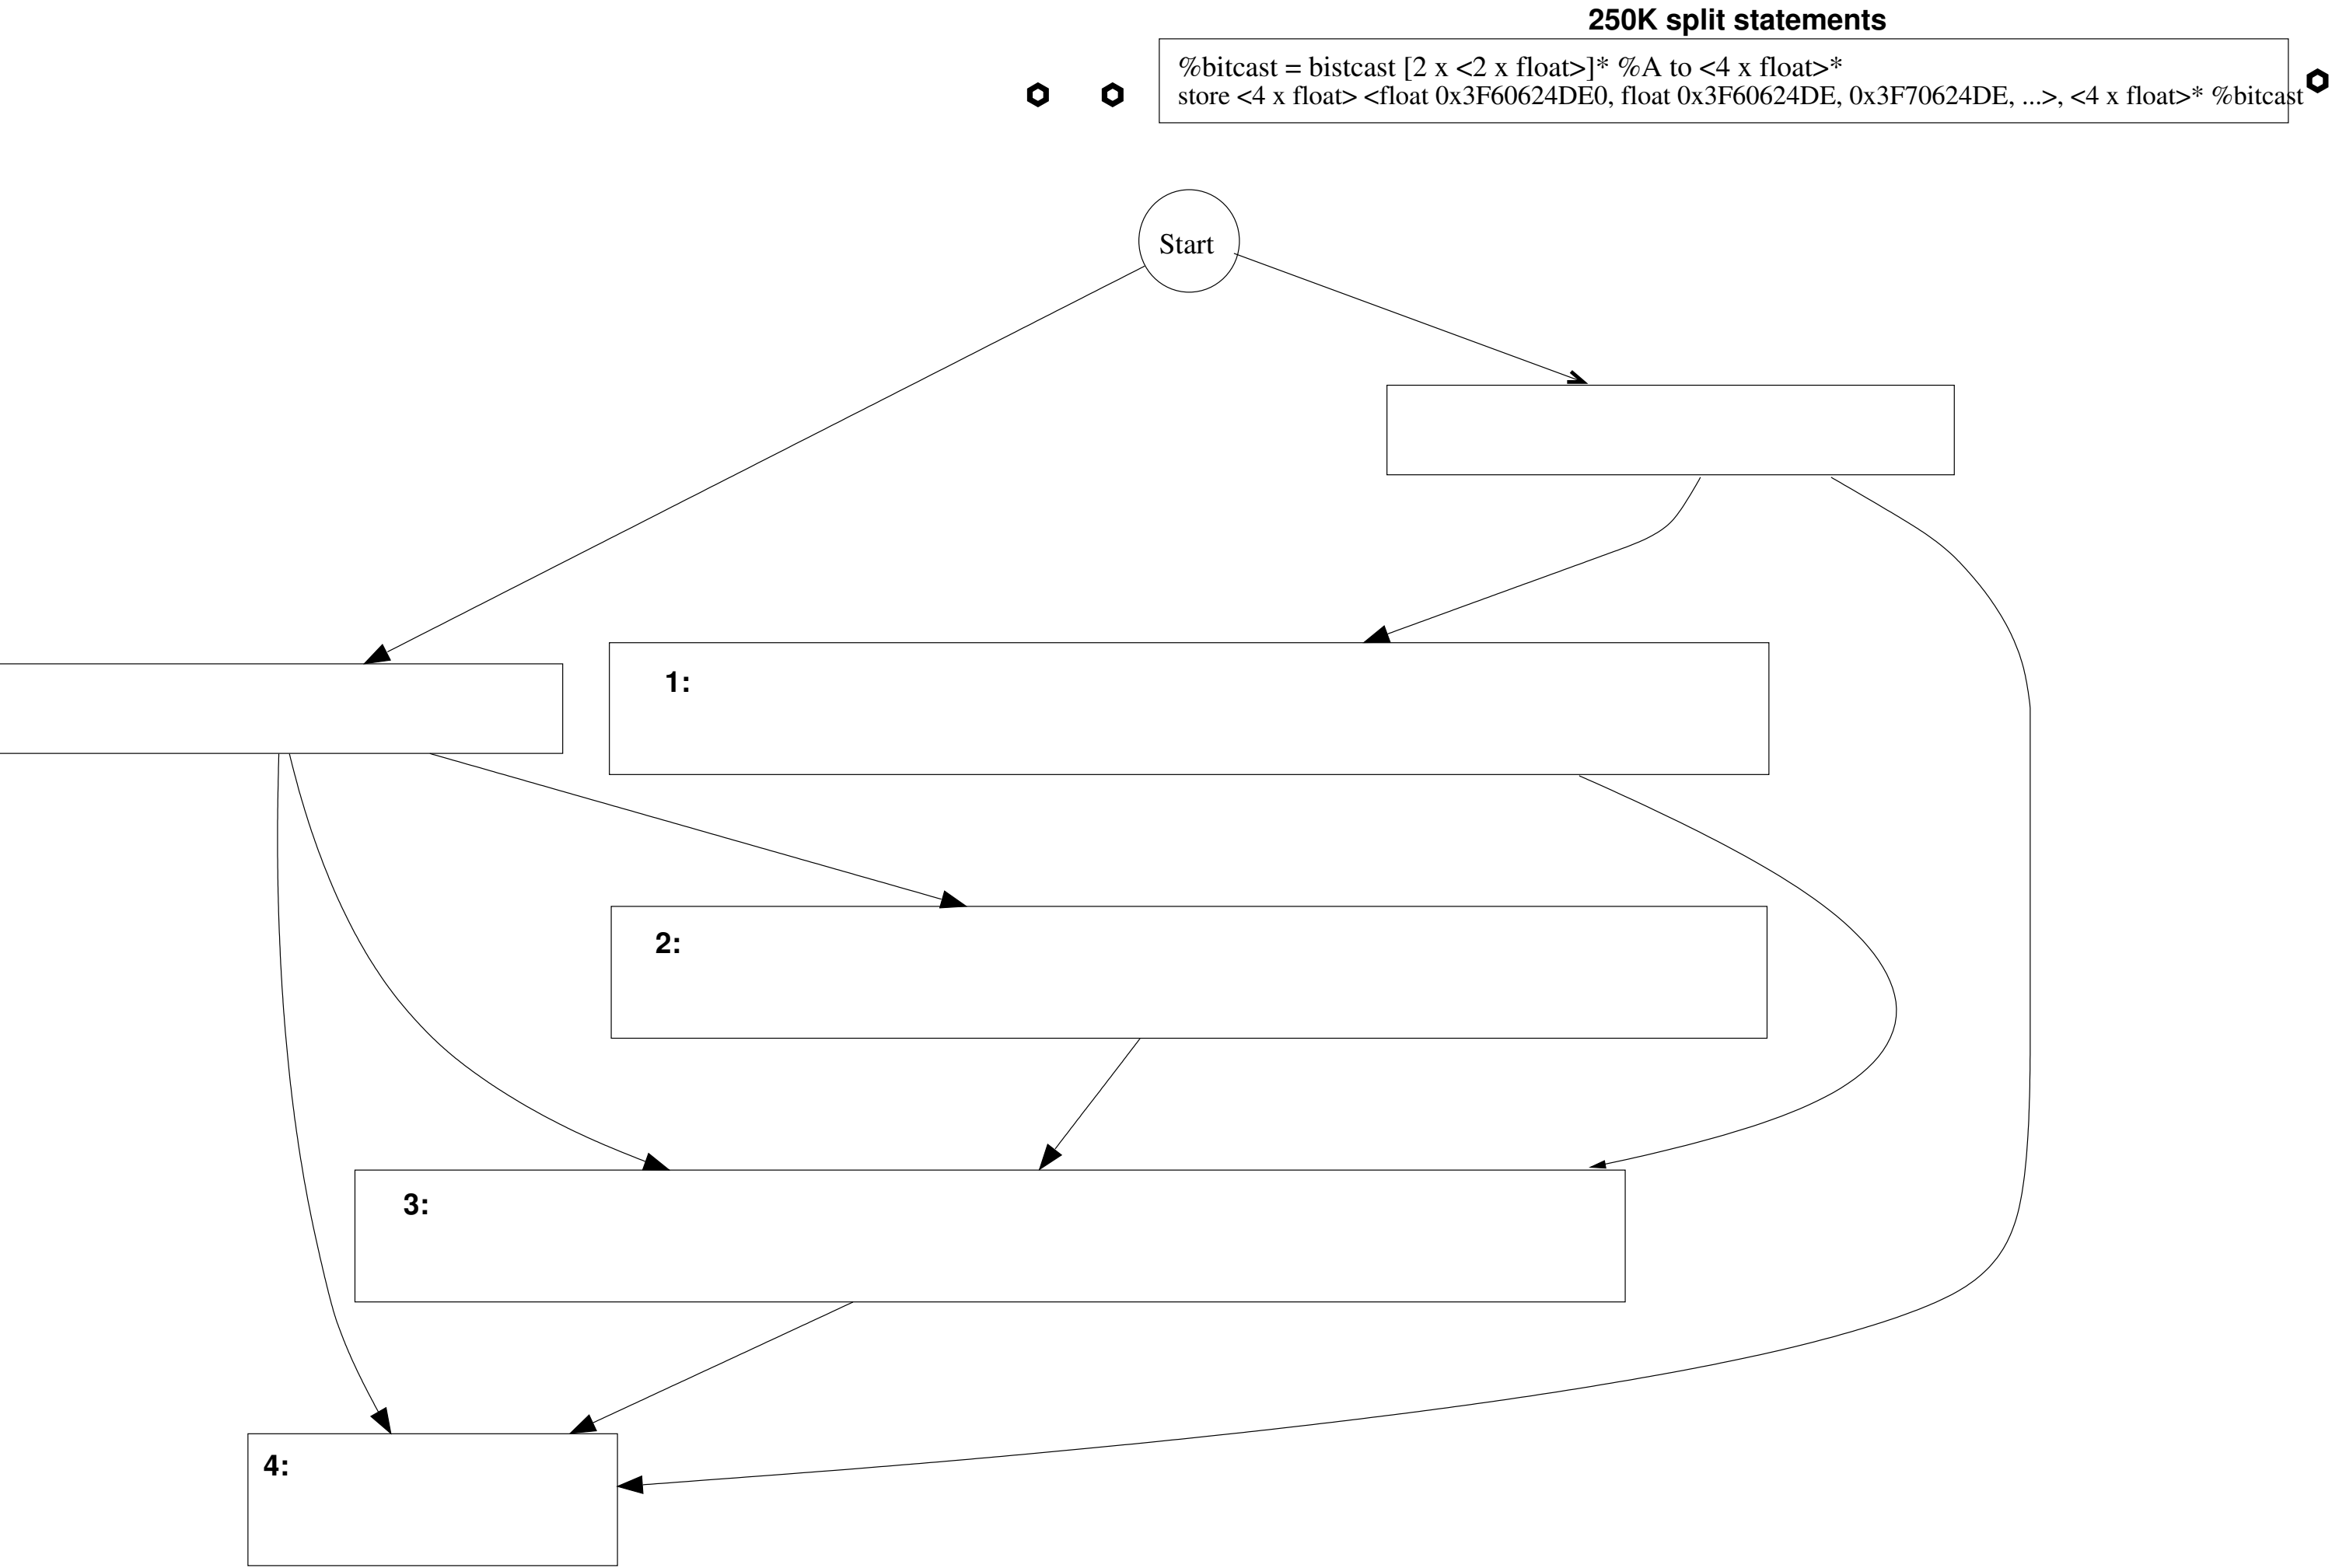 250K split statements
%bitcast = bistcast [2 x <2 x float>]* %A to <4 x float>*
store <4 x float> <float 0x3F60624DE0, float 0x3F60624DE, 0x3F70624DE, ...>, <4 x float>* %bitcast
Start
1:
2:
3:
4: